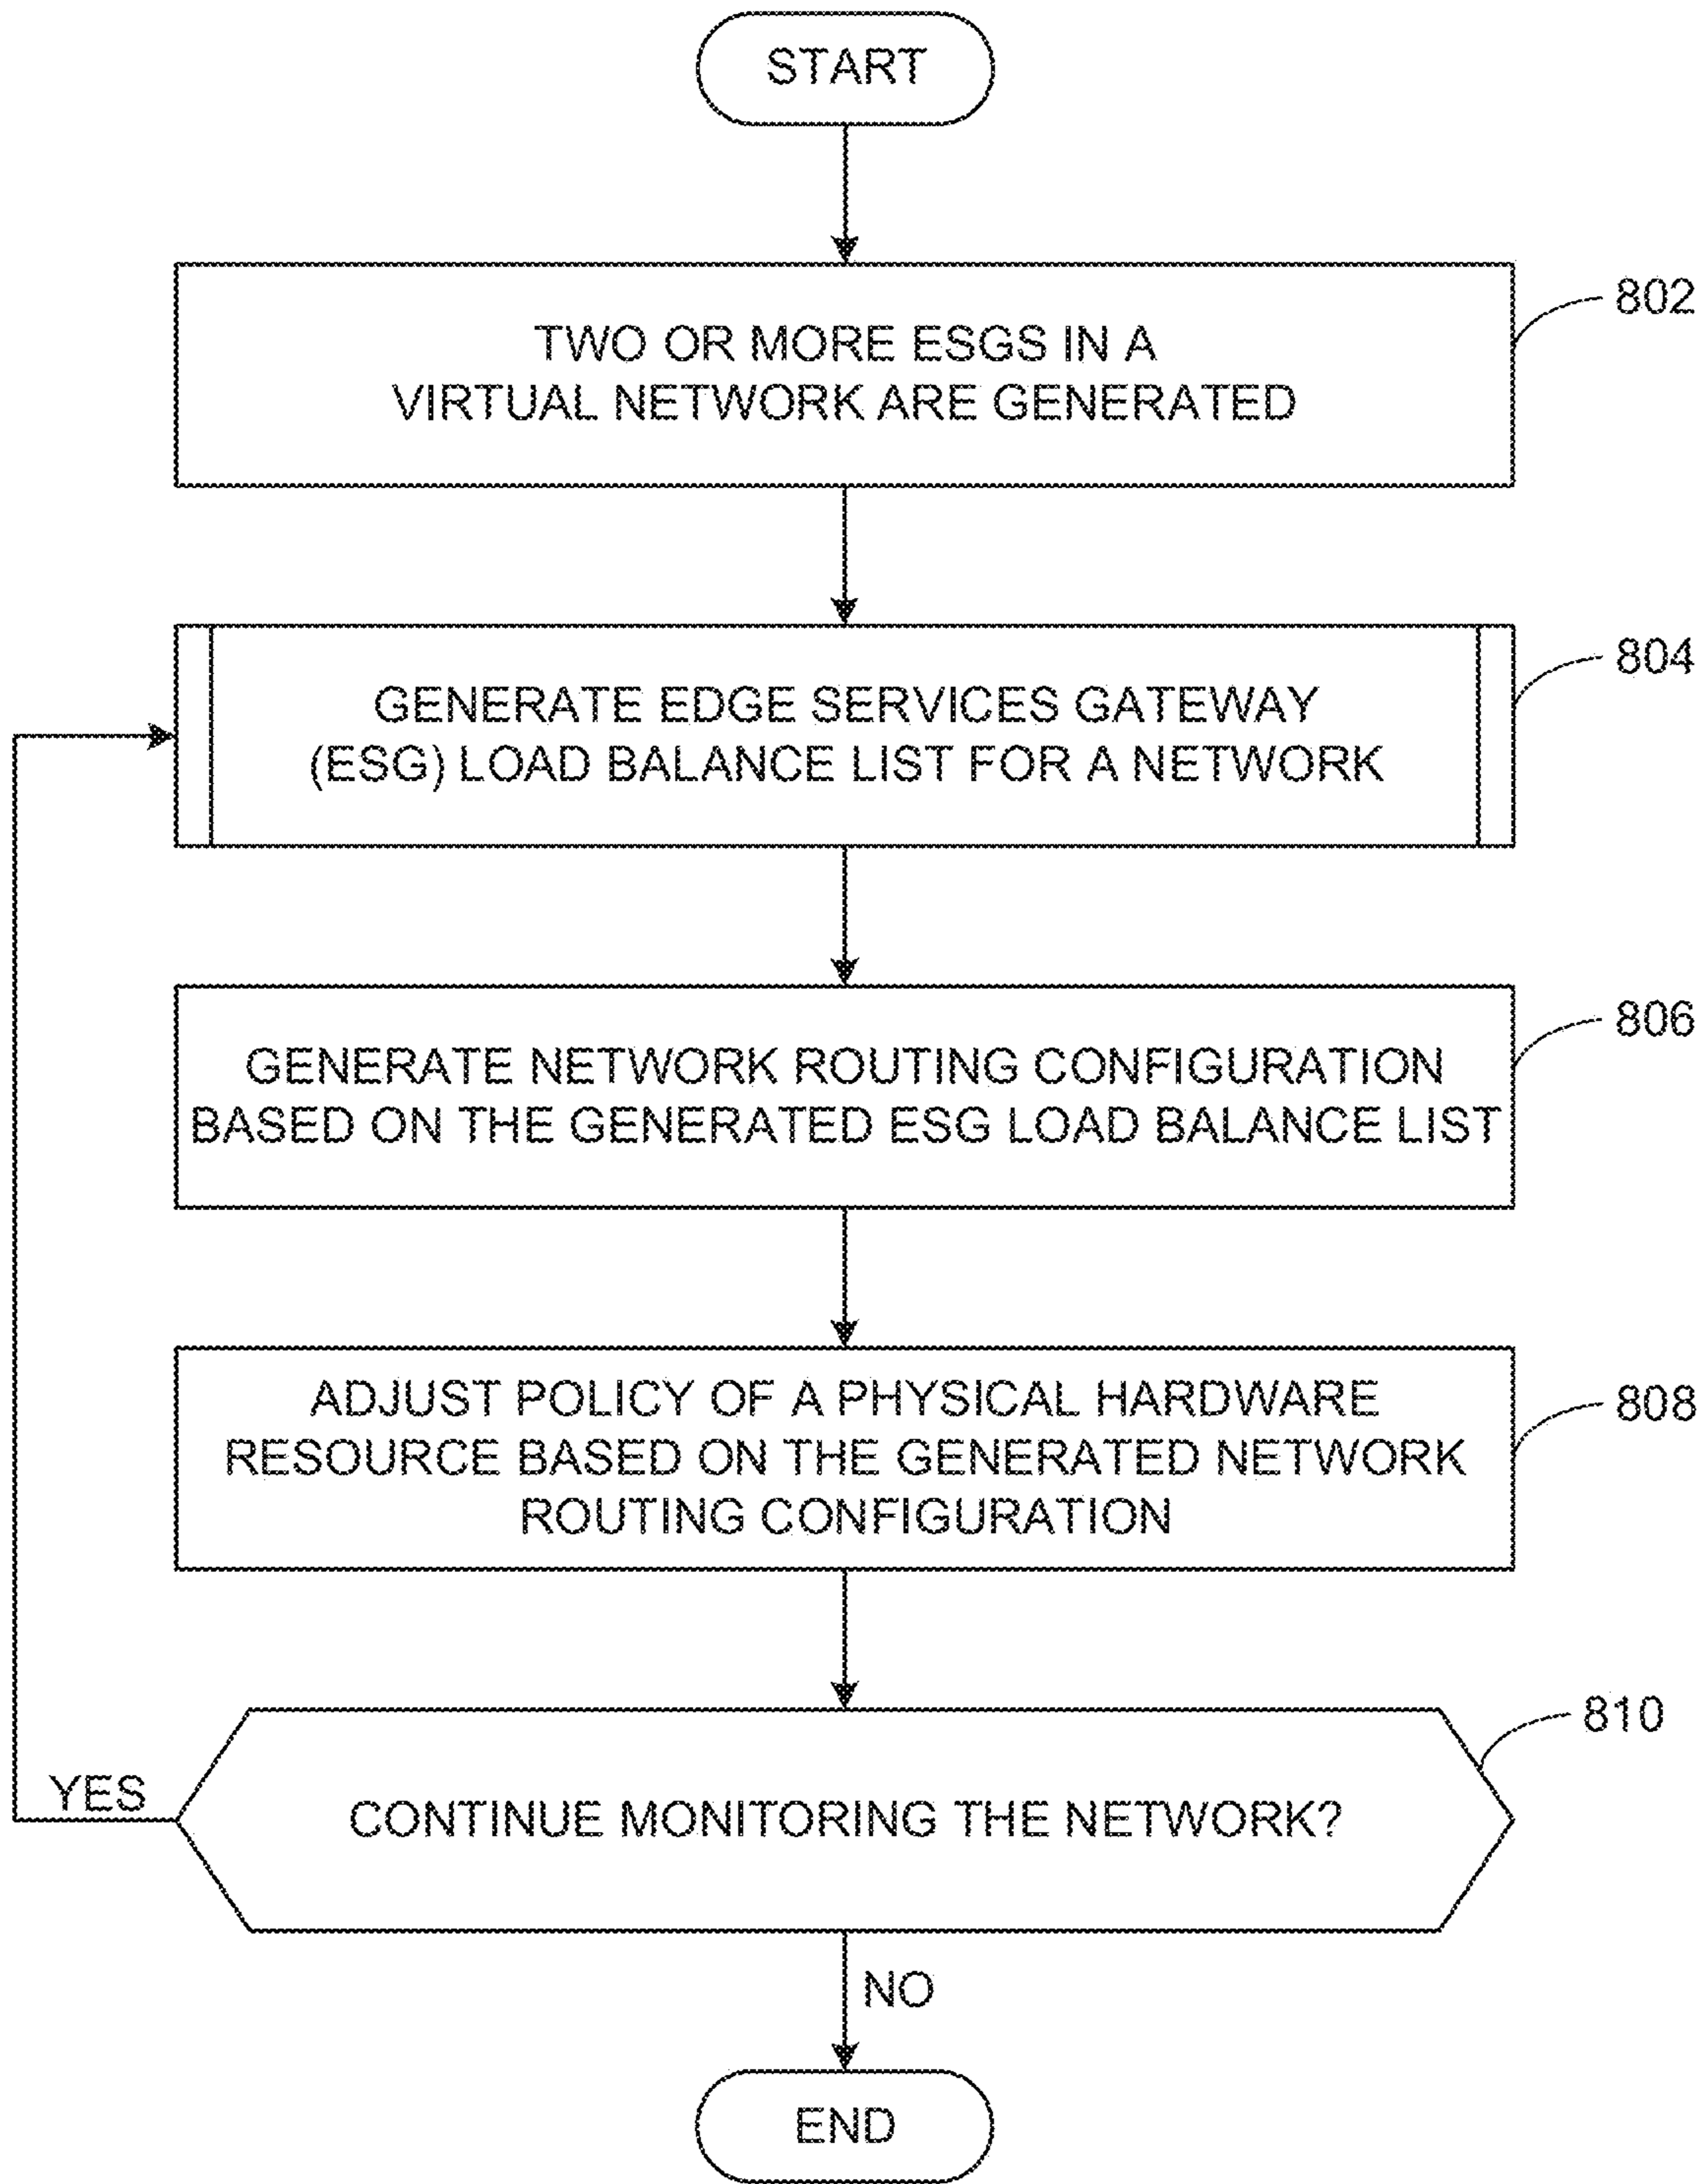 START
802
TWO OR MORE ESGS IN A
VIRTUAL NETWORK ARE GENERATED
804
GENERATE EDGE SERVICES GATEWAY
(ESG) LOAD BALANCE LIST FOR A NETWORK
806
GENERATE NETWORK ROUTING CONFIGURATION
BASED ON THE GENERATED ESG LOAD BALANCE LIST
808
ADJUST POLICY OF A PHYSICAL HARDWARE
RESOURCE BASED ON THE GENERATED NETWORK
ROUTING CONFIGURATION
810
YES
CONTINUE MONITORING THE NETWORK?
NO
END